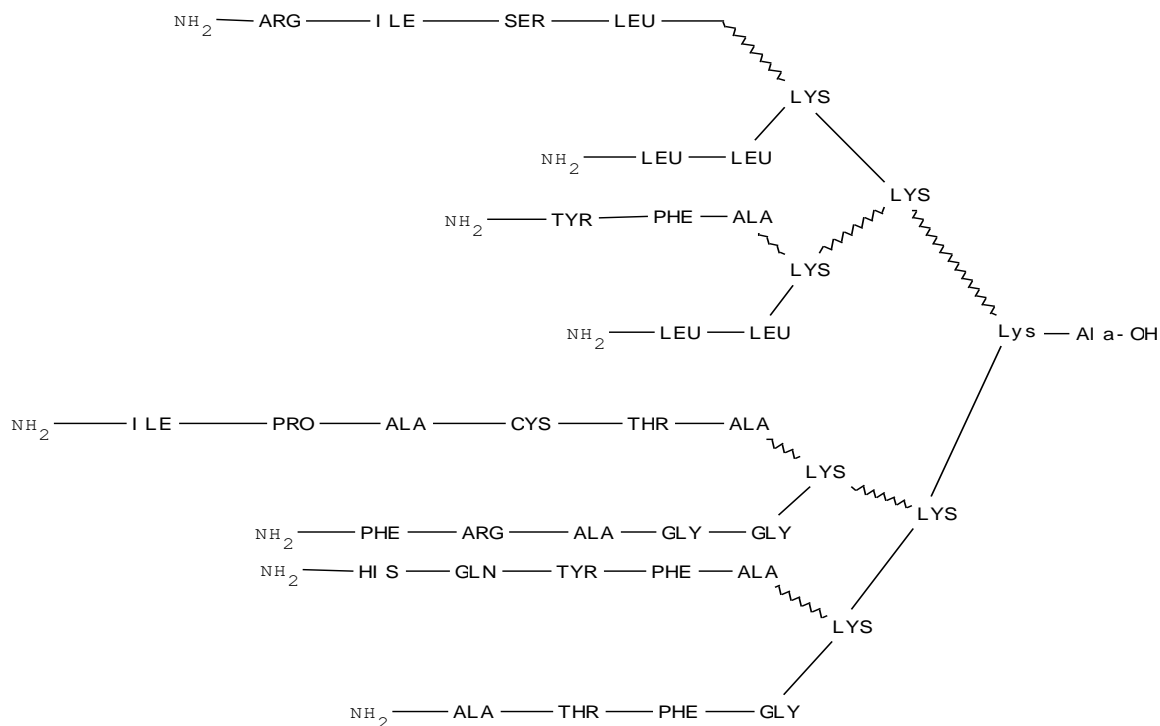 NH2 ARG ILE SER LEU
LYS
NH2 LEU LEU
LYS
NH2 TYR PHE ALA
LYS
NH2 LEU LEU
Lys Ala-OH
NH2 ILE PRO ALA CYS THR ALA
LYS
LYS
NH2 PHE ARG ALA GLY GLY
NH2 HIS GLN TYR PHE ALA
LYS
NH2 ALA THR PHE GLY